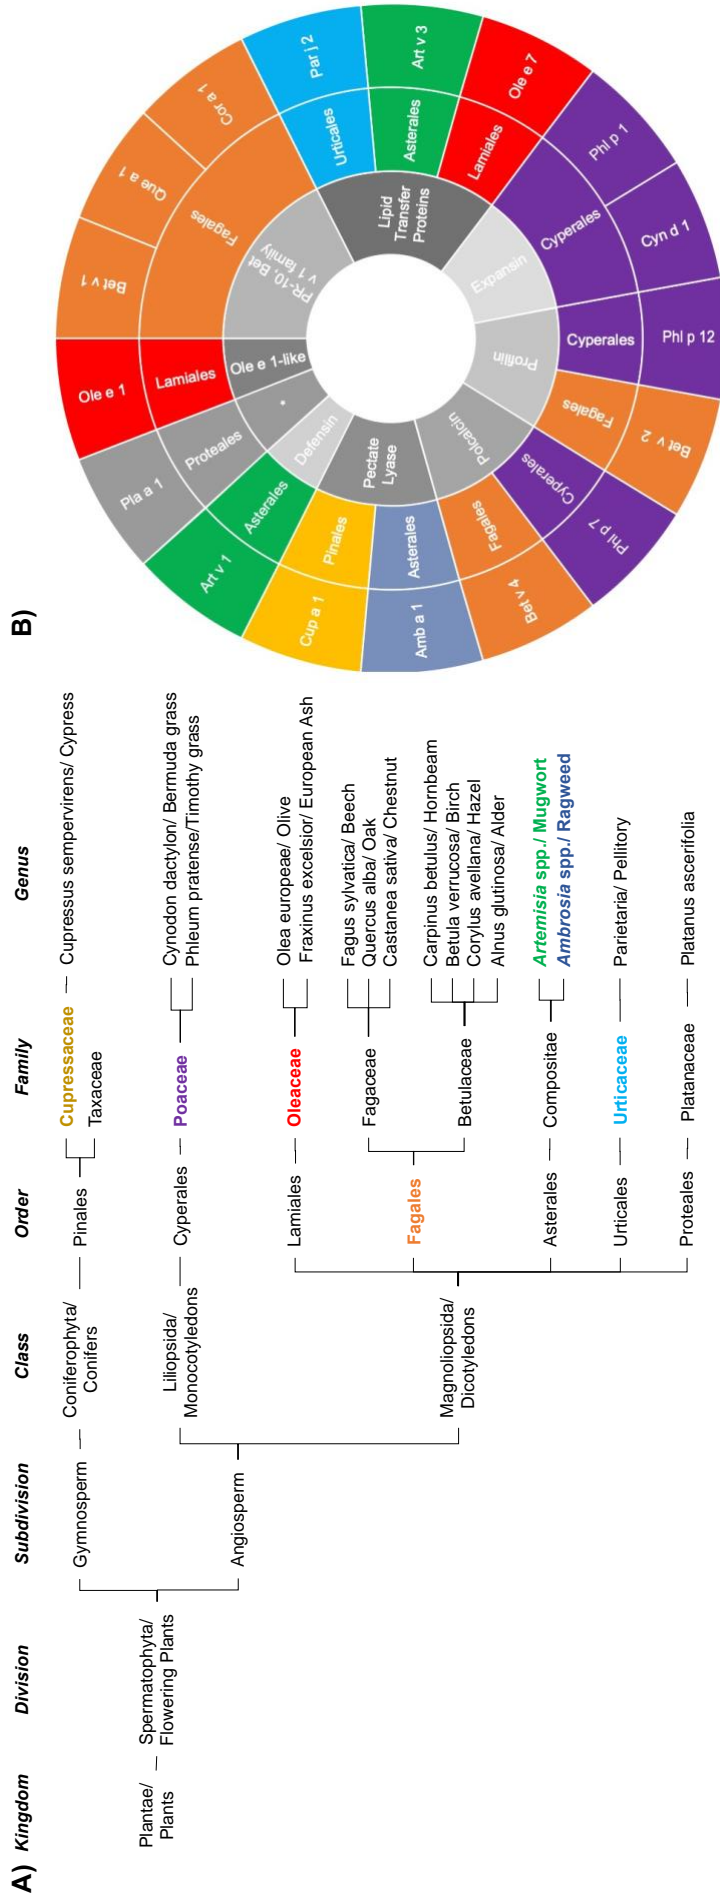 A)
Kingdom
Division
Subdivision
Class
Order
Family
Genus
Plantae/
Plants
Spermatophyta/
Flowering Plants
Gymnosperm
Angiosperm
Coniferophyta/
Conifers
Liliopsida/
Monocotyledons
Magnoliopsida/
Dicotyledons
Pinales
Cyperales
Lamiales
Fagales
Asterales
Urticales
Proteales
Cupressaceae
Taxaceae
Poaceae
Oleaceae
Fagaceae
Betulaceae
Compositae
Urticaceae
Platanaceae
Cupressus sempervirens/ Cypress
Cynodon dactylon/ Bermuda grass
Phleum pratense/Timothy grass
Olea europeae/ Olive
Fraxinus excelsior/ European Ash
Fagus sylvatica/ Beech
Quercus alba/ Oak
Castanea sativa/ Chestnut
Carpinus betulus/ Hornbeam
Betula verrucosa/ Birch
Corylus avellana/ Hazel
Alnus glutinosa/ Alder
Artemisia spp./ Mugwort
Ambrosia spp./ Ragweed
Parietaria/ Pellitory
Platanus ascerifolia
B)
PR-10, Bet
v 1 family
Fagales
Bet v 1
Que a 1
Cor a 1
Lipid
Transfer
Proteins
Urticales
Par j 2
Asterales
Art v 3
Lamiales
Ole e 7
Expansin
Cyperales
Phl p 1
Cyn d 1
Profilin
Cyperales
Phl p 12
Fagales
Bet v 2
Polcalcin
Cyperales
Phl p 7
Fagales
Bet v 4
Pectate
Lyase
Asterales
Amb a 1
Pinales
Cup a 1
Defensin
Asterales
Art v 1
*
Proteales
Pla a 1
Ole e 1-like
Lamiales
Ole e 1